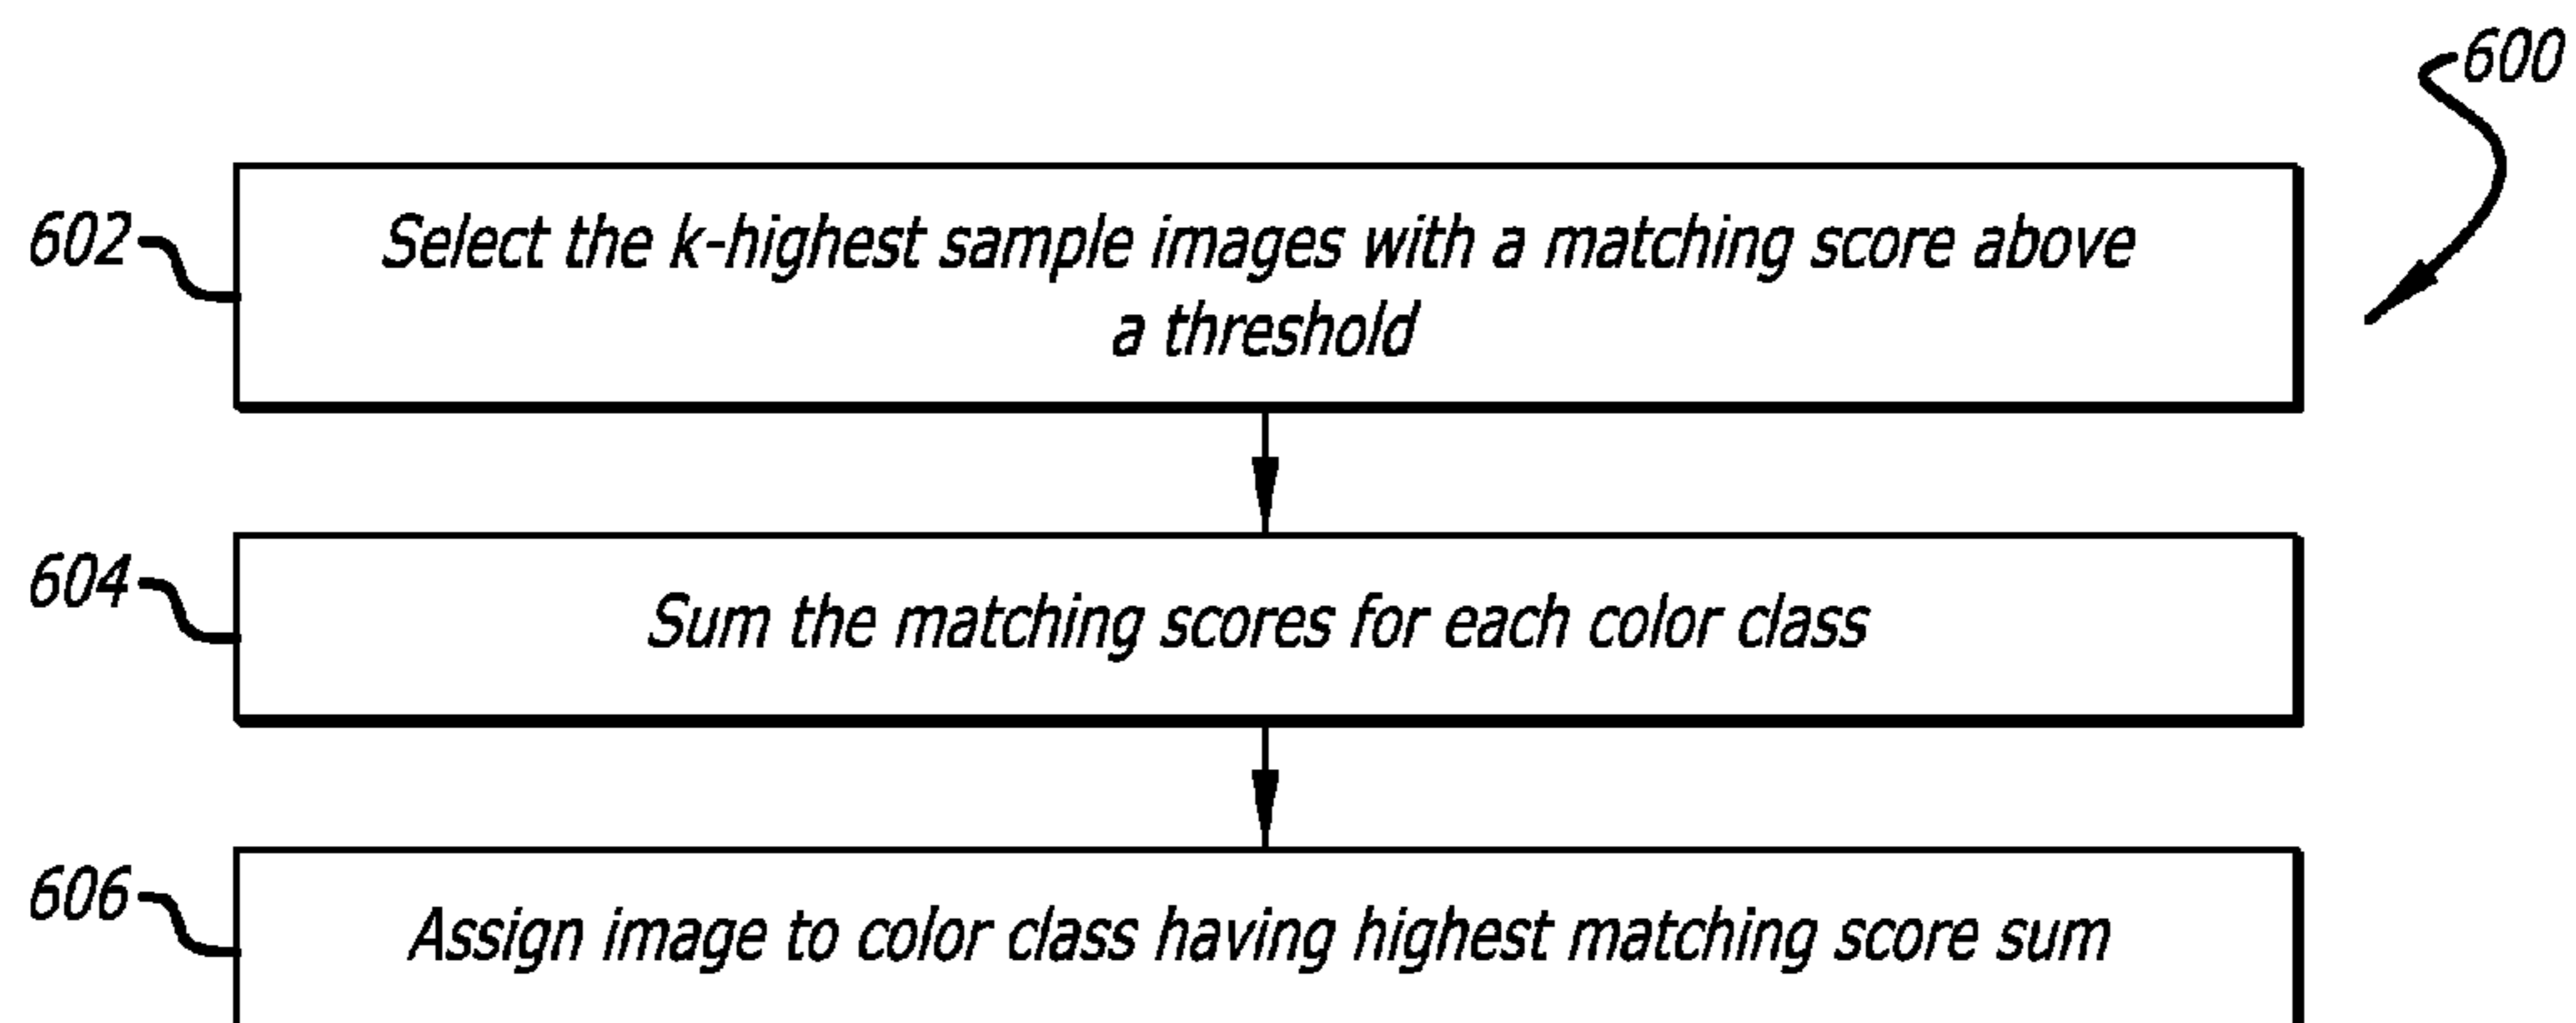 600
602
Select the k-highest sample images with a matching score above
a threshold
604
Sum the matching scores for each color class
606
Assign image to color class having highest matching score sum